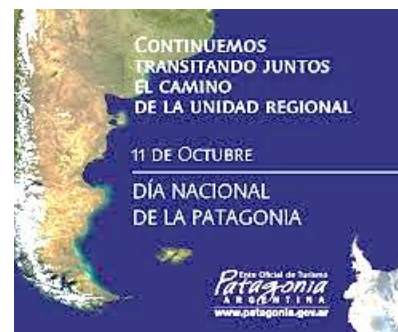 CONTINUEMOS
TRANSITANDO JUNTOS
EL CAMINO
DE LA UNIDAD REGIONAL
11 DE OCTUBRE
DÍA NACIONAL
DE LA PATAGONIA
Ente Oficial de Turismo
Patagonia
ARGENTINA
www.patagonia.gov.ar